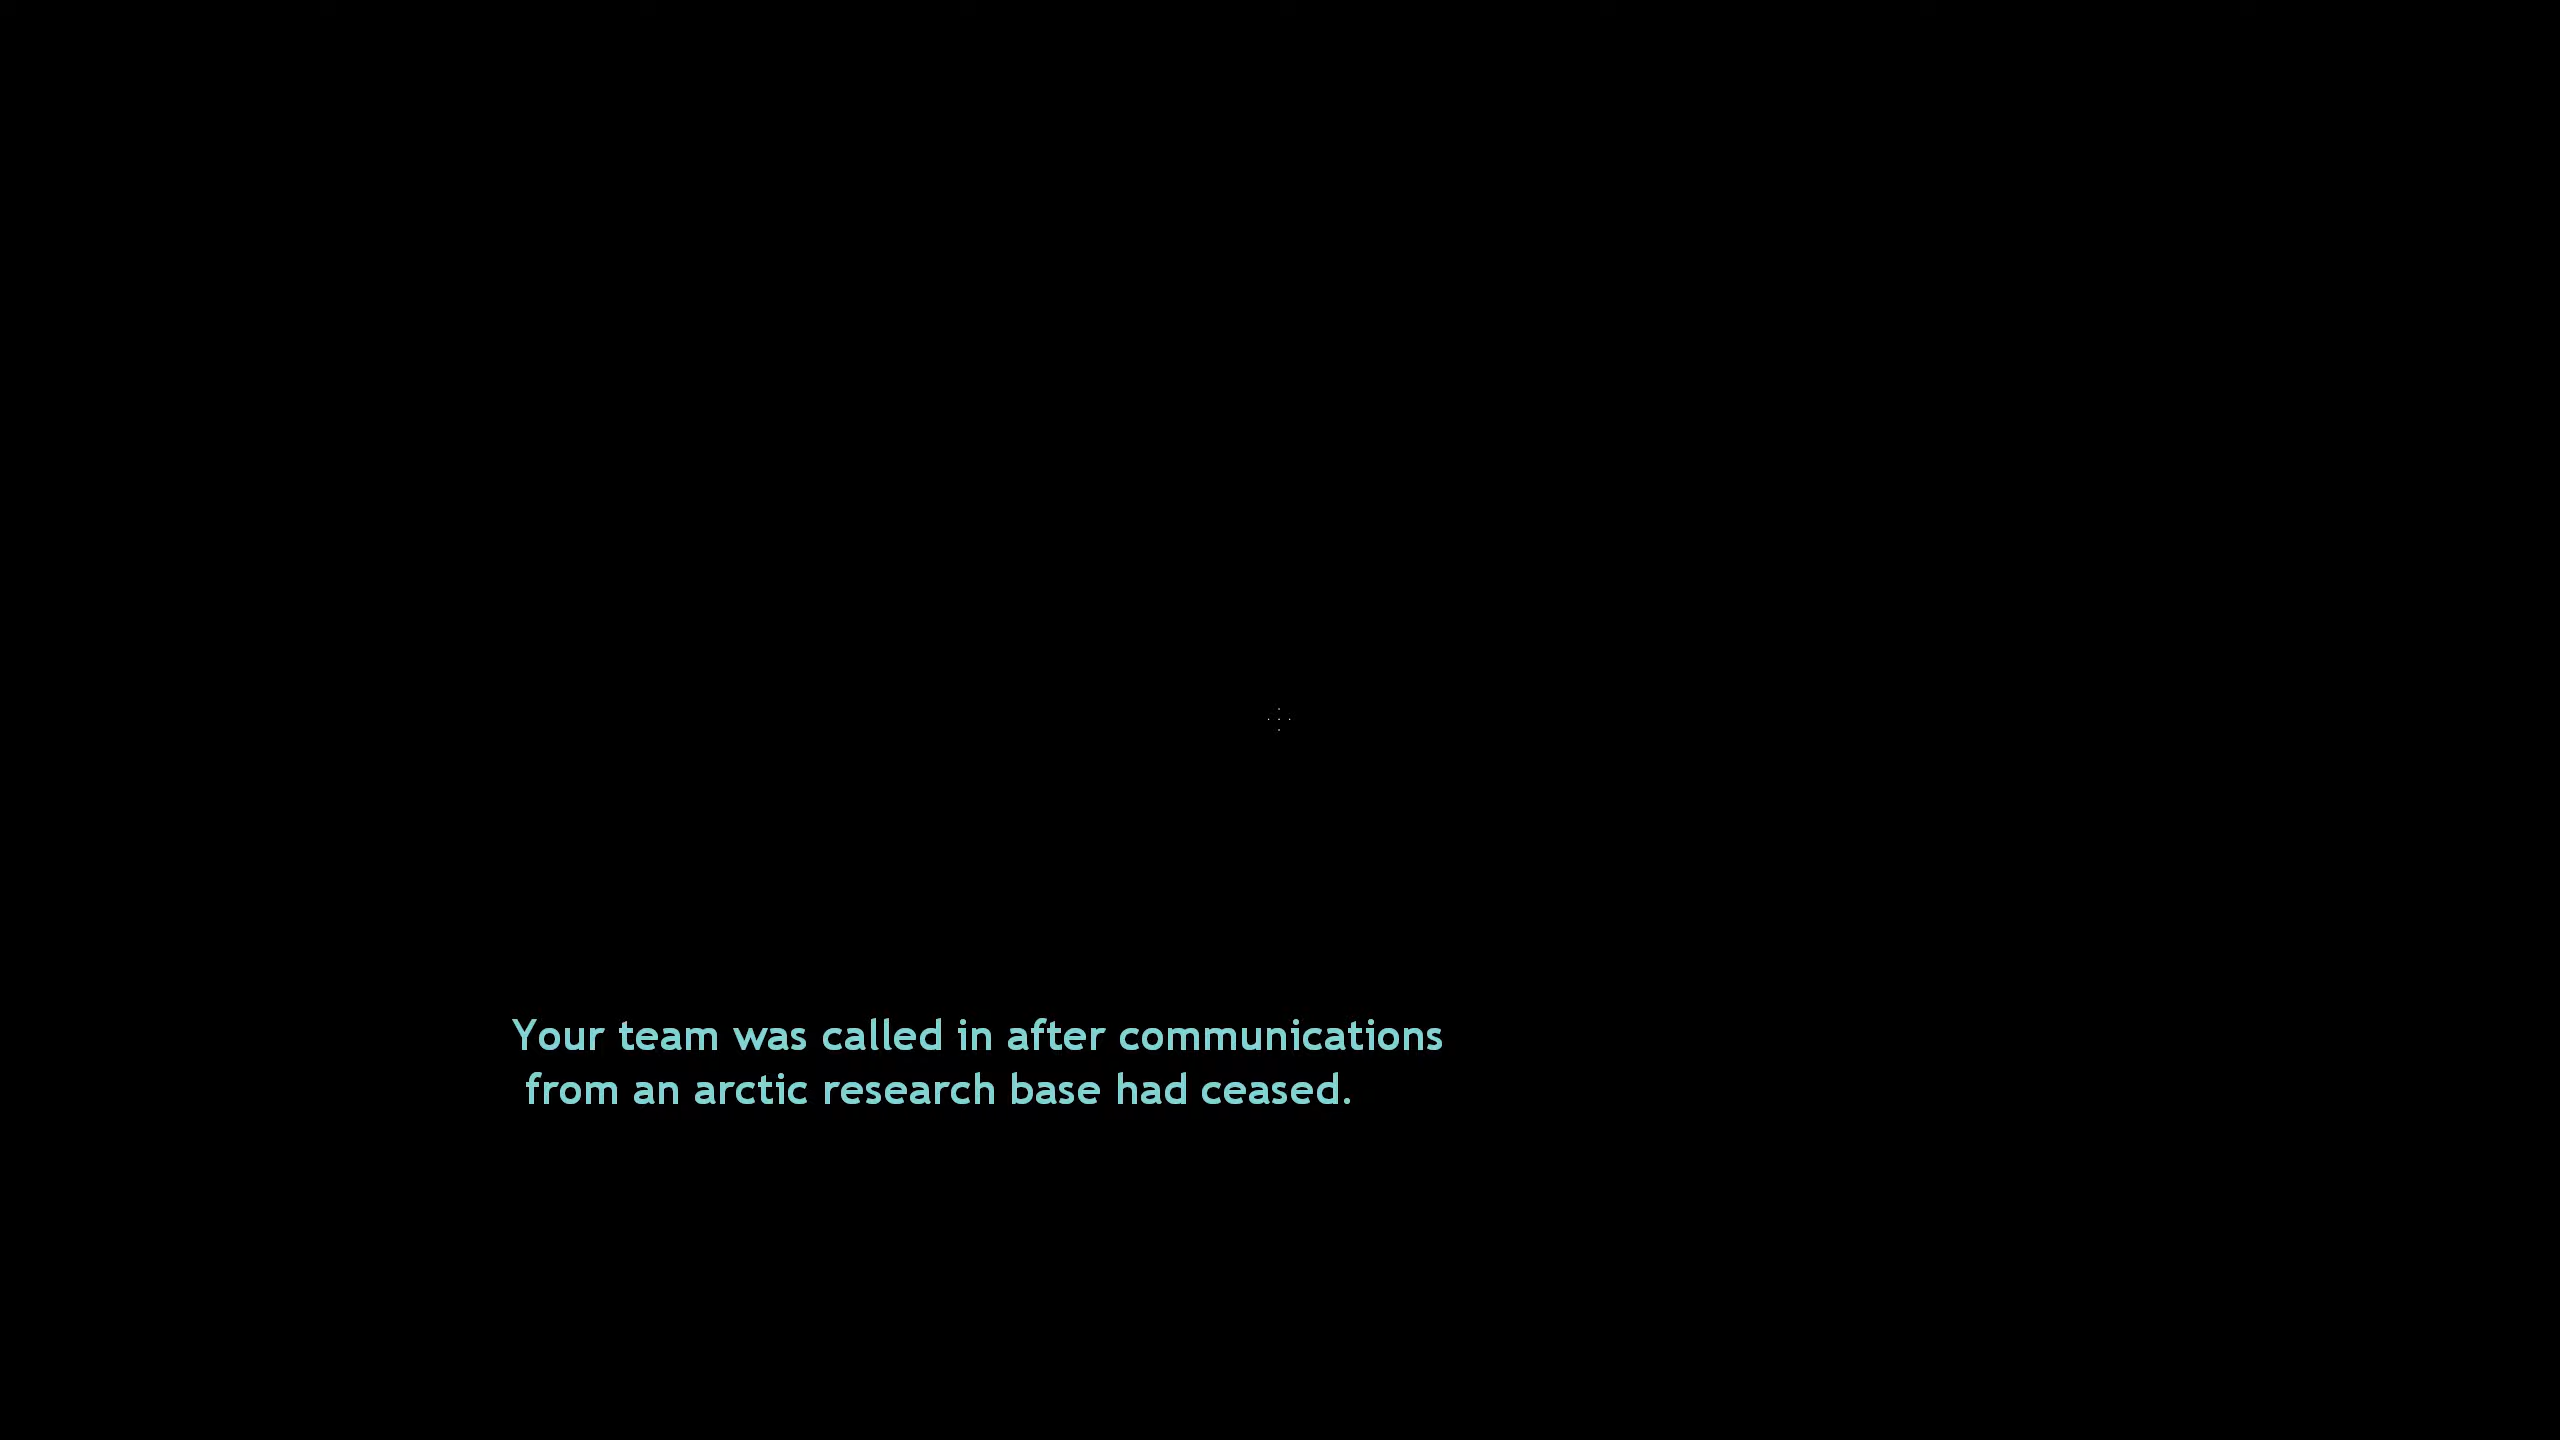 Your team was called in after communications
from an arctic research base had ceased.